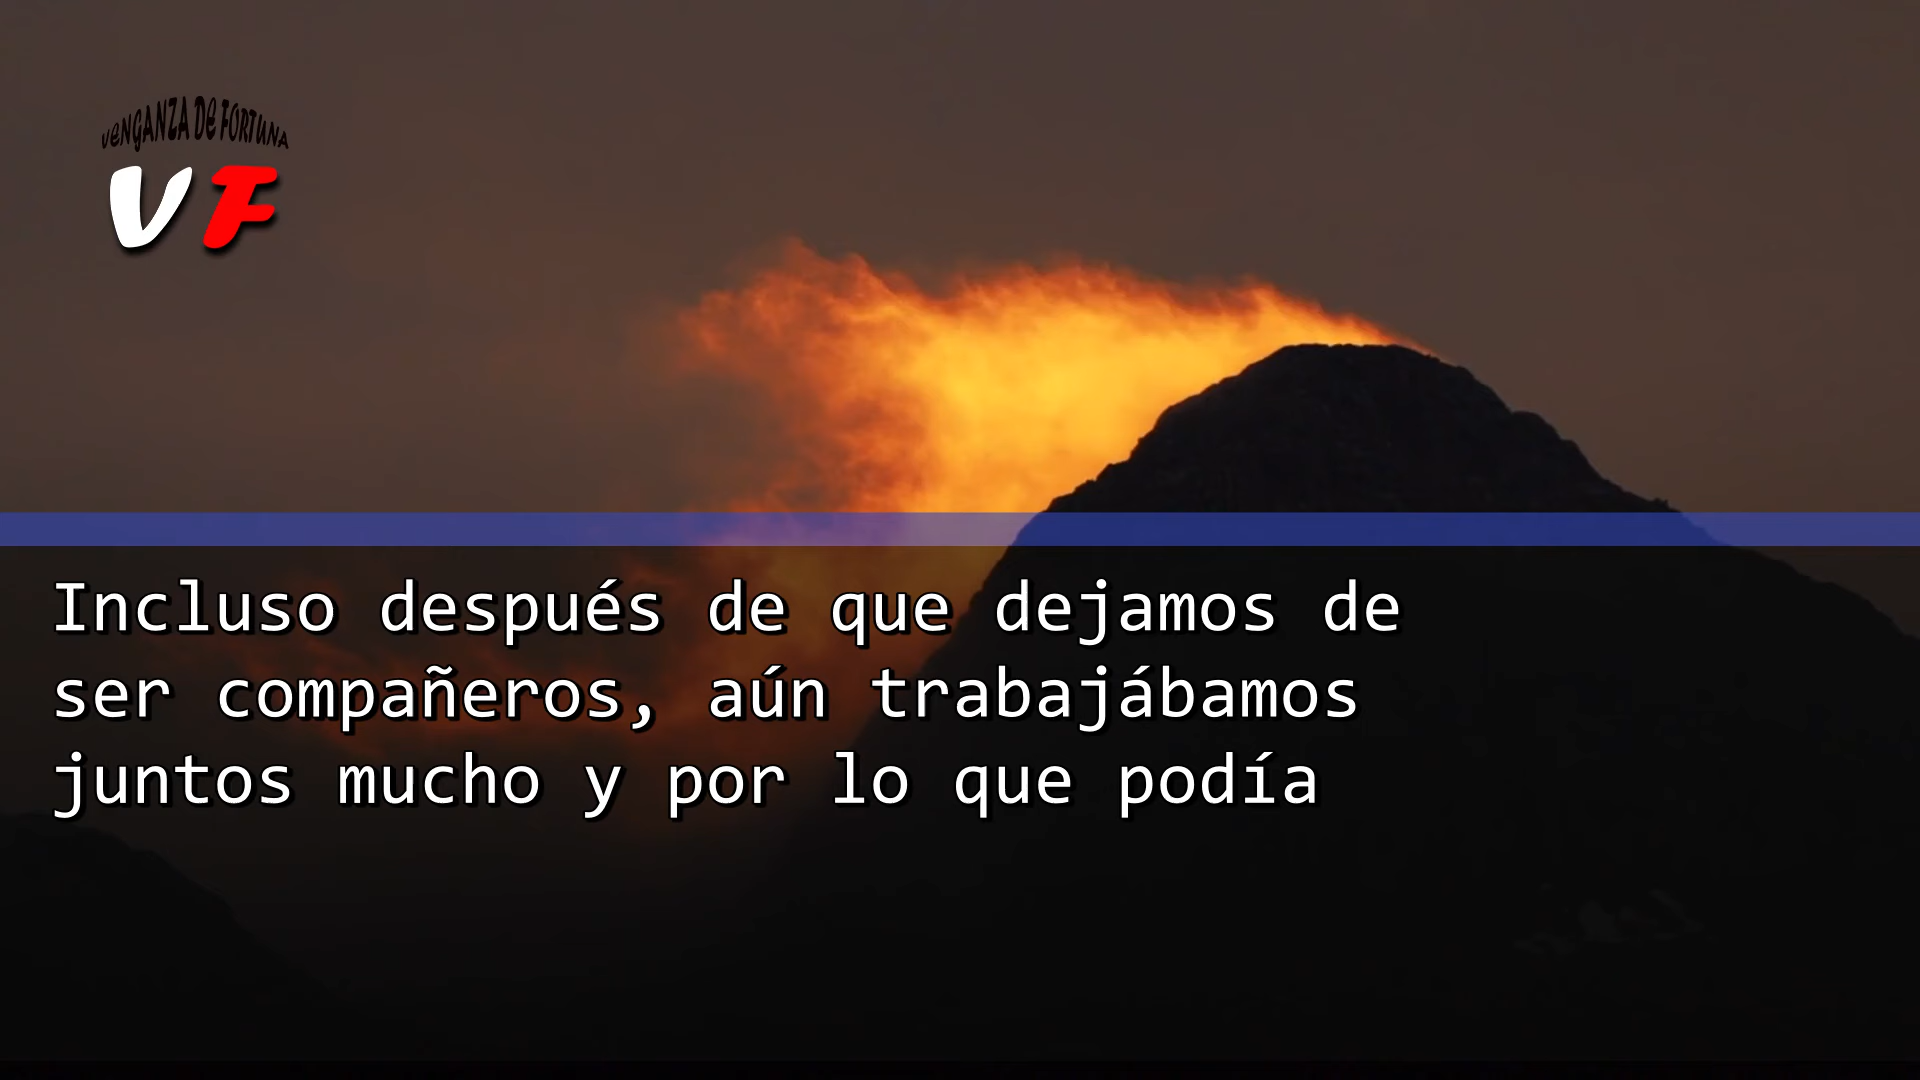 VENGANZA DE FORTUNA
VF
Incluso después de que dejamos de
ser compañeros, aún trabajábamos
juntos mucho y por lo que podía